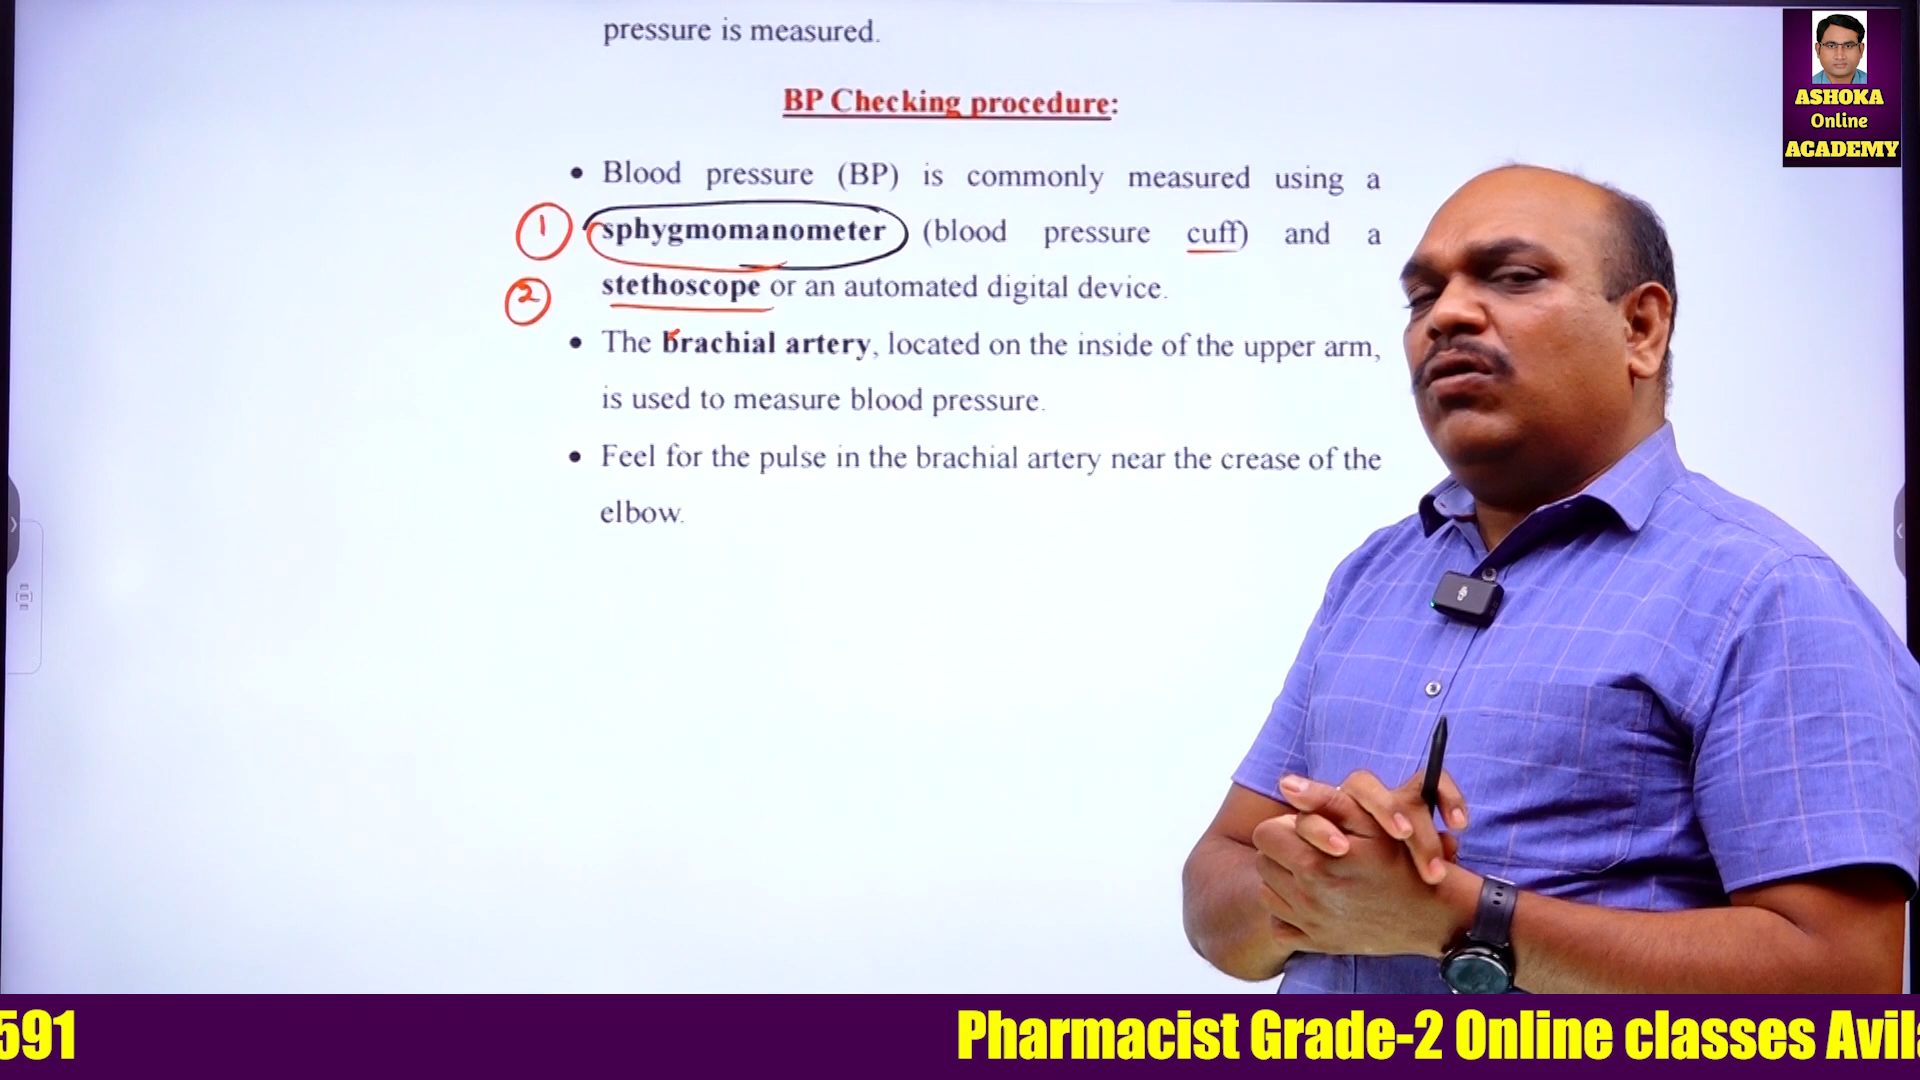 pressure is measured.
ASHOKA
Online
ACADEMY
BP Checking procedure:
• Blood pressure (BP) is commonly measured using a
1 sphygmomanometer (blood pressure cuff) and a
2 stethoscope or an automated digital device.
• The brachial artery, located on the inside of the upper arm,
is used to measure blood pressure.
• Feel for the pulse in the brachial artery near the crease of the
elbow.
591 Pharmacist Grade-2 Online classes Avil